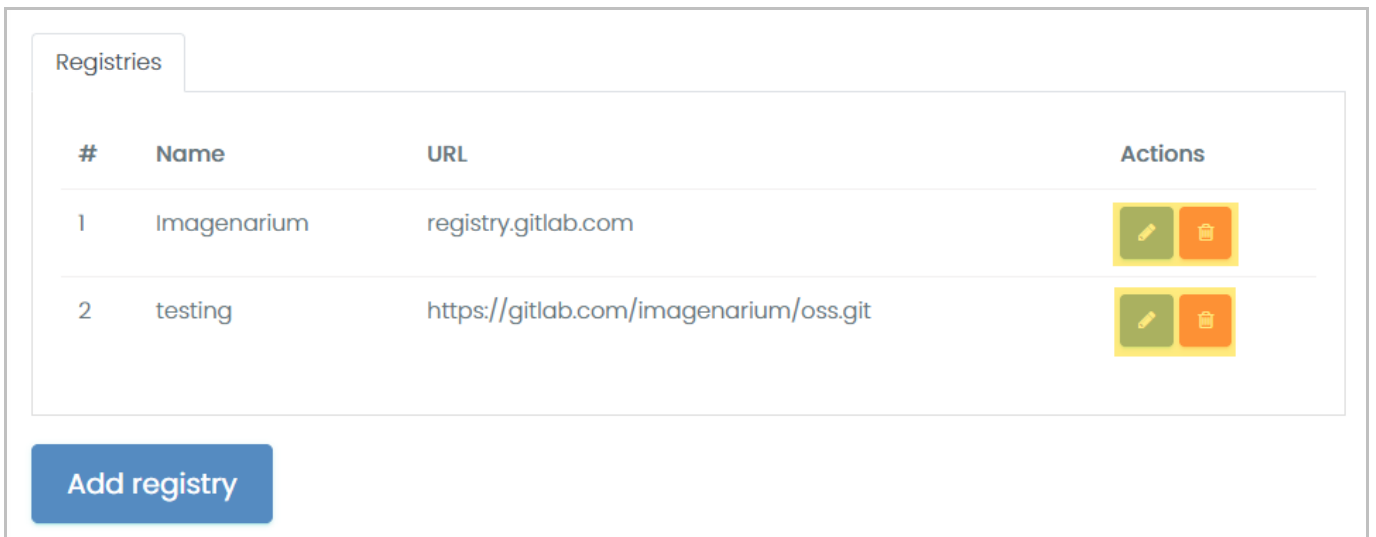 Registries
# Name URL Actions
1 Imagenarium registry.gitlab.com
2 testing https://gitlab.com/imagenarium/oss.git
Add registry